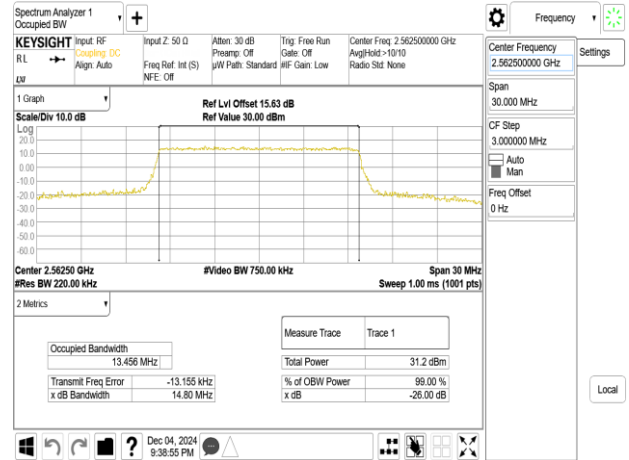 Spectrum Analyzer 1
Occupied BW
+
Frequency
KEYSIGHT
RL
LXI
Input: RF
Coupling: DC
Align: Auto
Input Z: 50 Ω
Freq Ref: Int (S)
NFE: Off
Atten: 30 dB
Preamp: Off
µW Path: Standard
Trig: Free Run
Gate: Off
#IF Gain: Low
Center Freq: 2.562500000 GHz
Avg|Hold:>10/10
Radio Std: None
Center Frequency
2.562500000 GHz
Settings
Span
30.000 MHz
CF Step
3.000000 MHz
Auto
Man
Freq Offset
0 Hz
Local
1 Graph
Scale/Div 10.0 dB
Ref Lvl Offset 15.63 dB
Ref Value 30.00 dBm
Log
20.0
10.0
0.00
-10.0
-20.0
-30.0
-40.0
-50.0
-60.0
Center 2.56250 GHz
#Video BW 750.00 kHz
Span 30 MHz
#Res BW 220.00 kHz
Sweep 1.00 ms (1001 pts)
2 Metrics
Measure Trace Trace 1
Occupied Bandwidth
13.456 MHz
Total Power 31.2 dBm
Transmit Freq Error -13.155 kHz
% of OBW Power 99.00 %
x dB Bandwidth 14.80 MHz
x dB -26.00 dB
?
Dec 04, 2024
9:38:55 PM